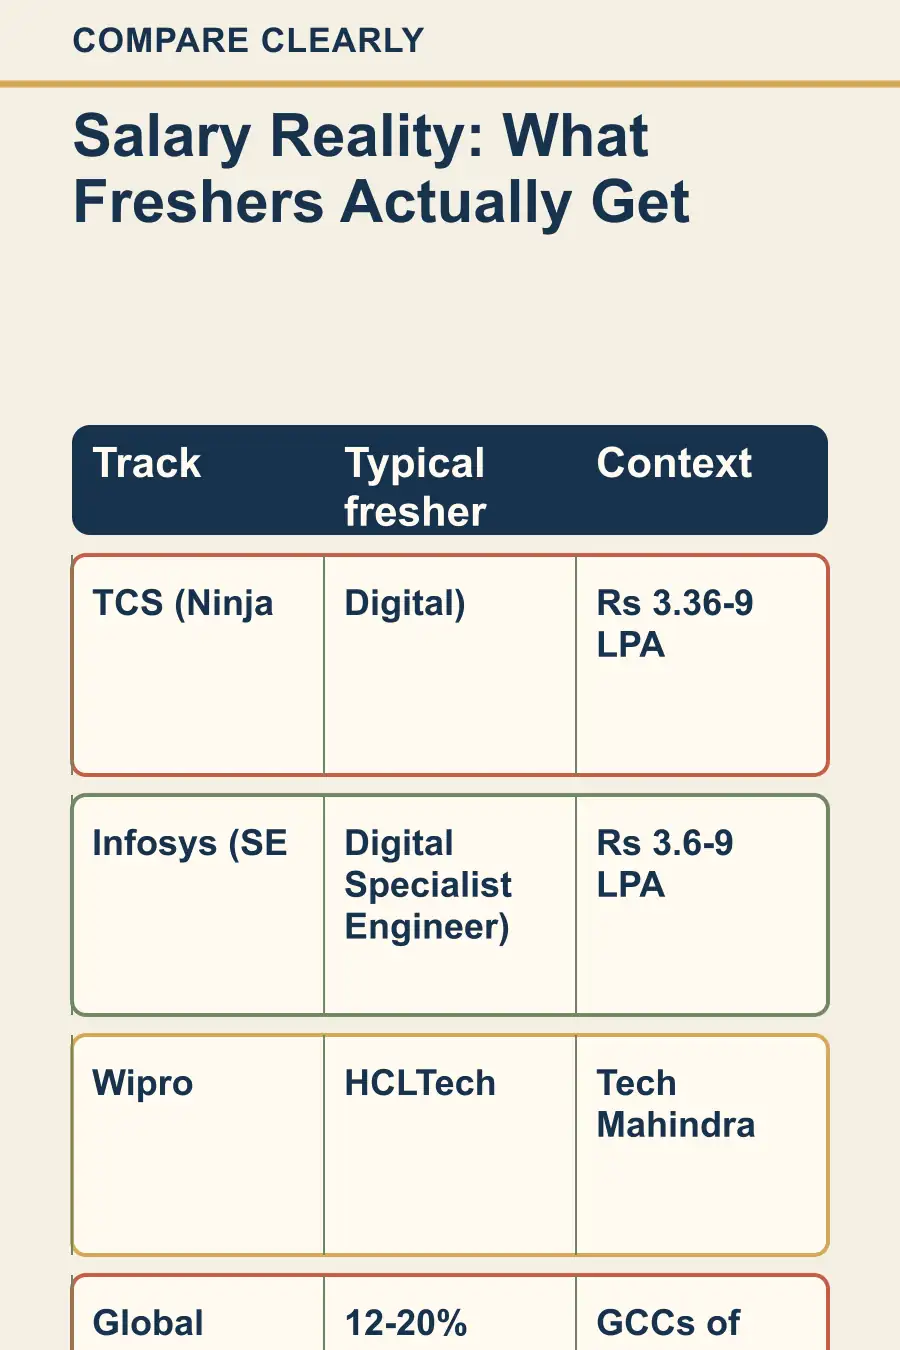 COMPARE CLEARLY
Salary Reality: What
Freshers Actually Get
Track
Typical
fresher
Context
TCS (Ninja
Digital)
Rs 3.36-9
LPA
Infosys (SE
Digital
Specialist
Engineer)
Rs 3.6-9
LPA
Wipro
HCLTech
Tech
Mahindra
Global
12-20%
GCCs of